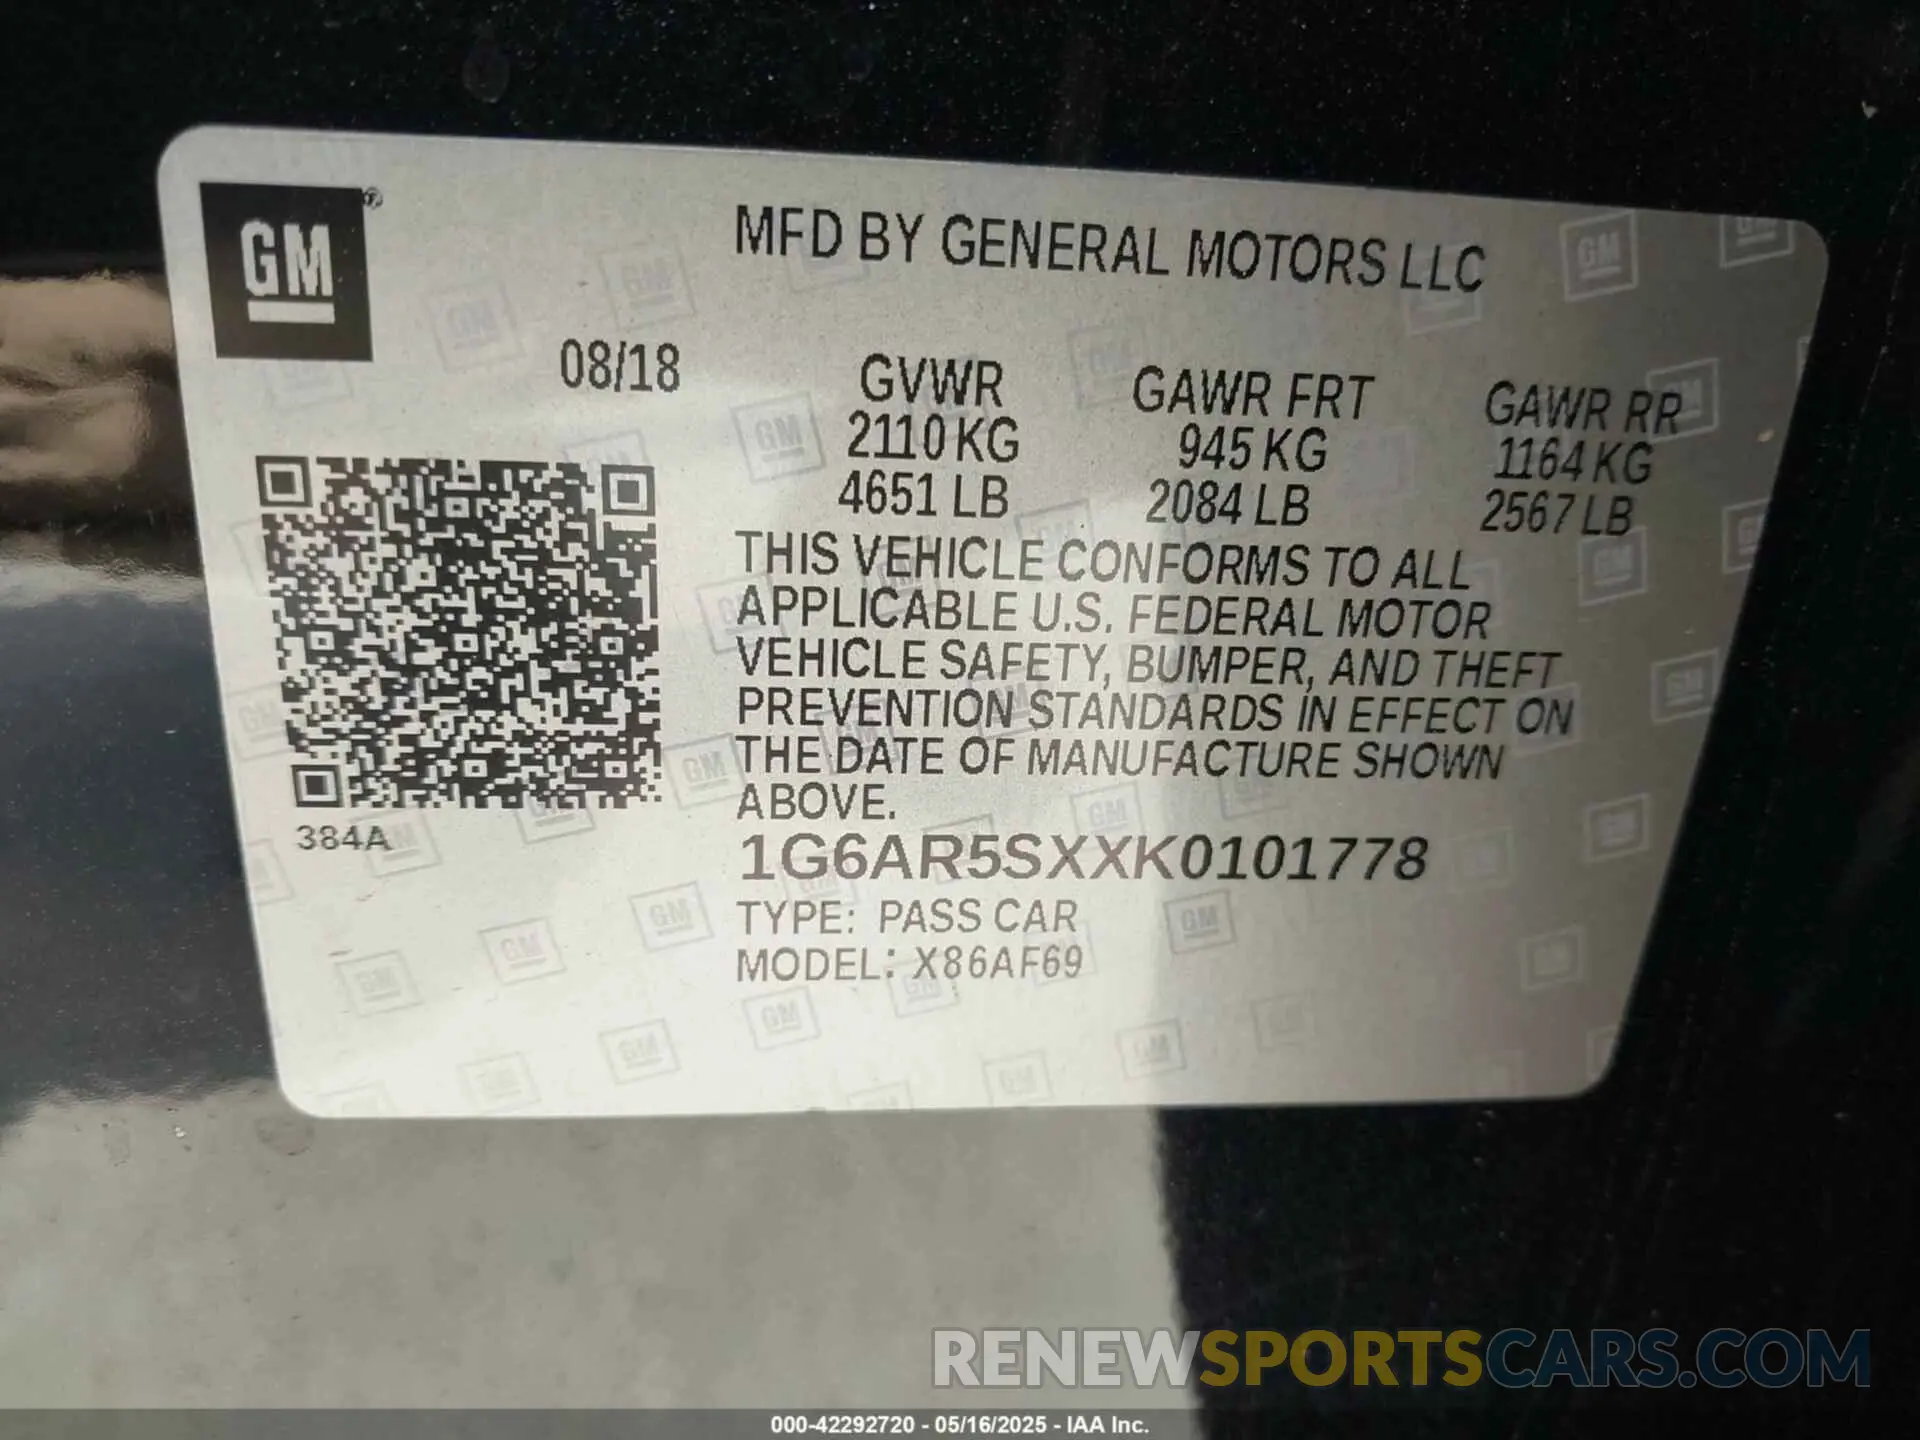 GM
MFD BY GENERAL MOTORS LLC
08/18
GVWR
2110 KG
4651 LB
GAWR FRT
945 KG
2084 LB
GAWR RR
1164 KG
2567 LB
THIS VEHICLE CONFORMS TO ALL
APPLICABLE U.S. FEDERAL MOTOR
VEHICLE SAFETY, BUMPER, AND THEFT
PREVENTION STANDARDS IN EFFECT ON
THE DATE OF MANUFACTURE SHOWN
ABOVE.
384A
1G6AR5SXXK0101778
TYPE: PASS CAR
MODEL: X86AF69
RENEWSPORTSCARS.COM
000-42292720 - 05/16/2025 - IAA Inc.